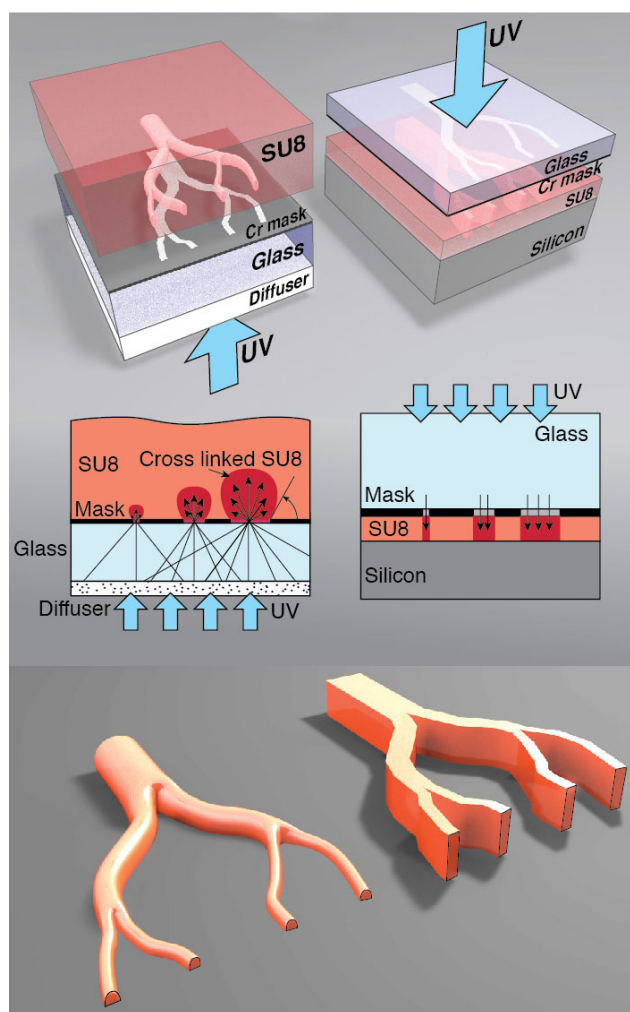 UV
SU8
Cr mask
Glass
Diffuser
UV
Glass
Cr mask
SU8
Silicon
SU8
Cross linked SU8
Mask
Glass
Diffuser
UV
UV
Glass
Mask
SU8
Silicon